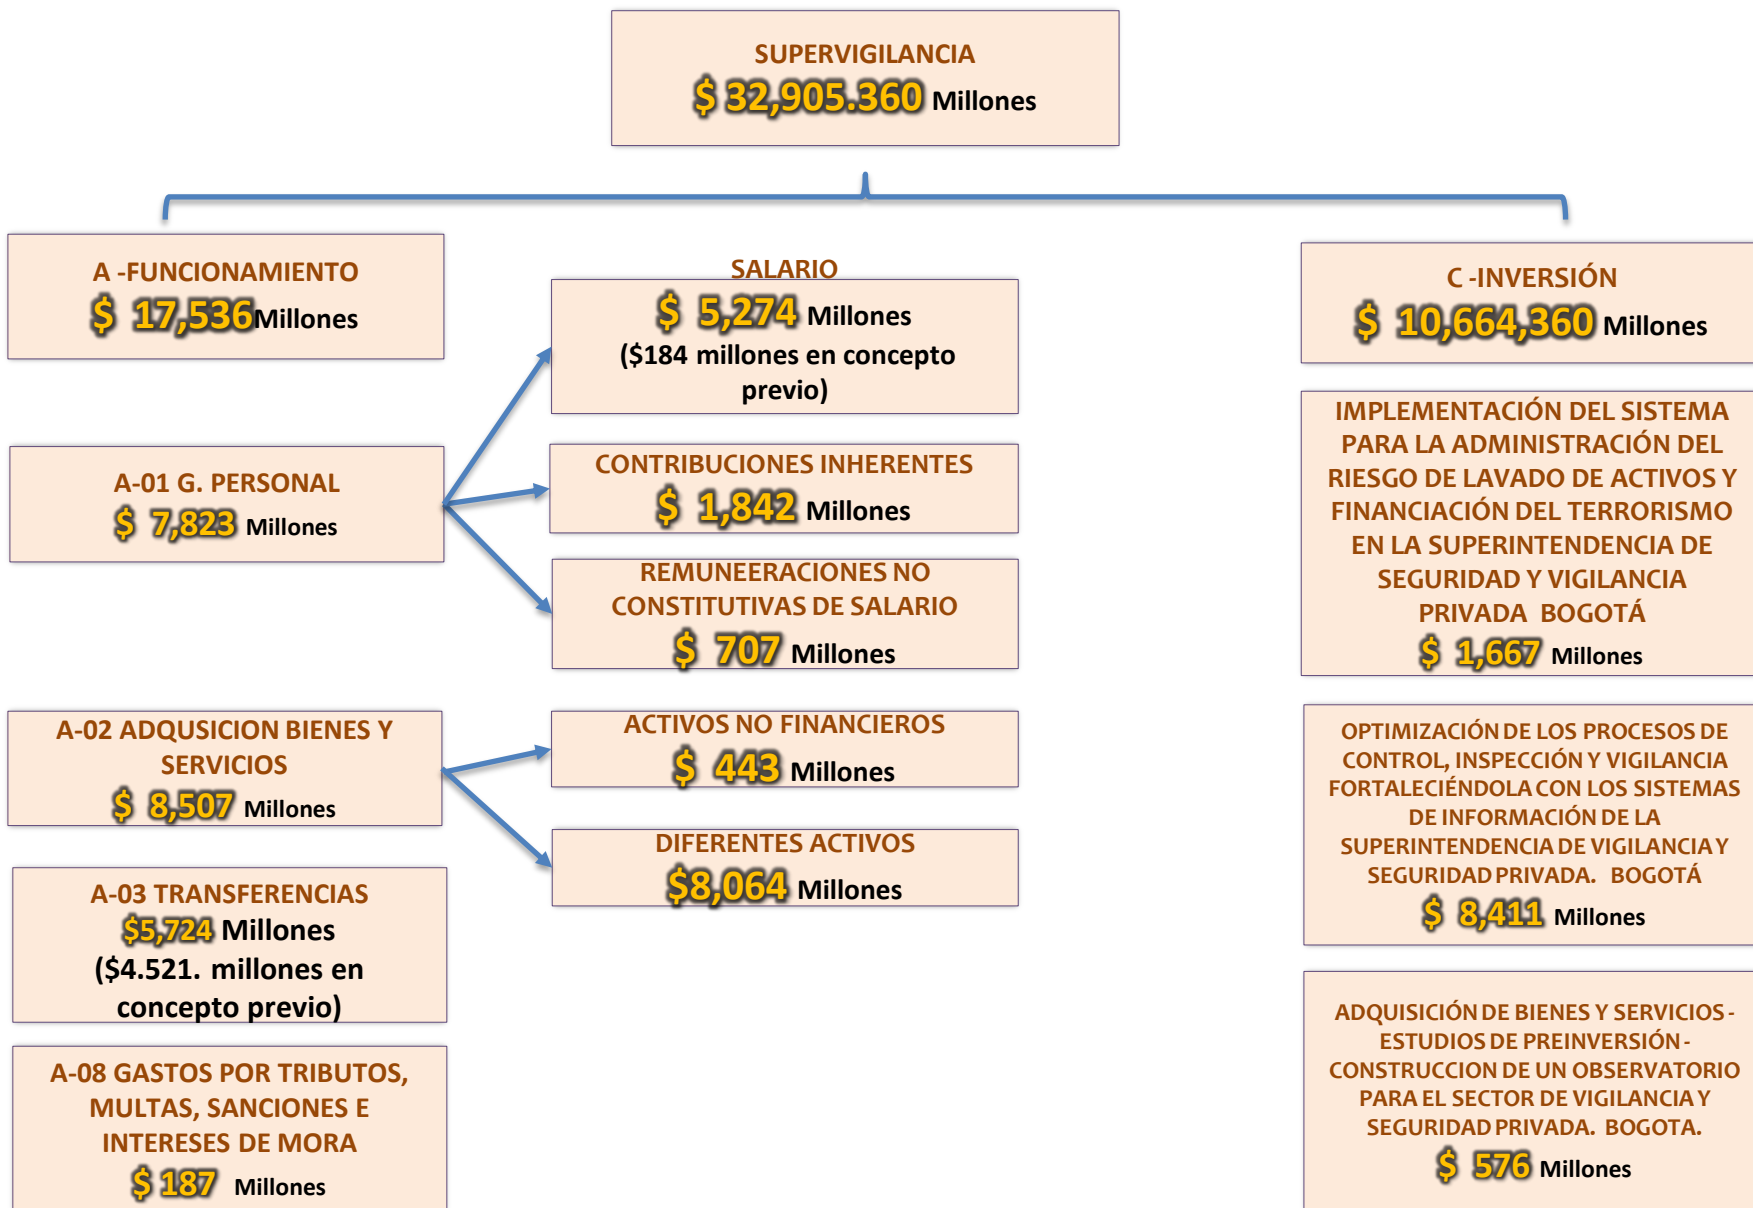 SUPERVIGILANCIA
$ 32,905.360 Millones
A -FUNCIONAMIENTO
$ 17,536Millones
A-01 G. PERSONAL
$ 7,823 Millones
SALARIO
$ 5,274 Millones
($184 millones en concepto
previo)
CONTRIBUCIONES INHERENTES
$ 1,842 Millones
REMUNEERACIONES NO
CONSTITUTIVAS DE SALARIO
$ 707 Millones
A-02 ADQUSICION BIENES Y
SERVICIOS
$ 8,507 Millones
ACTIVOS NO FINANCIEROS
$ 443 Millones
DIFERENTES ACTIVOS
$8,064 Millones
A-03 TRANSFERENCIAS
$5,724 Millones
($4.521. millones en
concepto previo)
A-08 GASTOS POR TRIBUTOS,
MULTAS, SANCIONES E
INTERESES DE MORA
$ 187 Millones
C -INVERSIÓN
$ 10,664,360 Millones
IMPLEMENTACIÓN DEL SISTEMA
PARA LA ADMINISTRACIÓN DEL
RIESGO DE LAVADO DE ACTIVOS Y
FINANCIACIÓN DEL TERRORISMO
EN LA SUPERINTENDENCIA DE
SEGURIDAD Y VIGILANCIA
PRIVADA BOGOTÁ
$ 1,667 Millones
OPTIMIZACIÓN DE LOS PROCESOS DE
CONTROL, INSPECCIÓN Y VIGILANCIA
FORTALECIÉNDOLA CON LOS SISTEMAS
DE INFORMACIÓN DE LA
SUPERINTENDENCIA DE VIGILANCIA Y
SEGURIDAD PRIVADA. BOGOTÁ
$ 8,411 Millones
ADQUISICIÓN DE BIENES Y SERVICIOS -
ESTUDIOS DE PREINVERSIÓN -
CONSTRUCCION DE UN OBSERVATORIO
PARA EL SECTOR DE VIGILANCIA Y
SEGURIDAD PRIVADA. BOGOTA.
$ 576 Millones